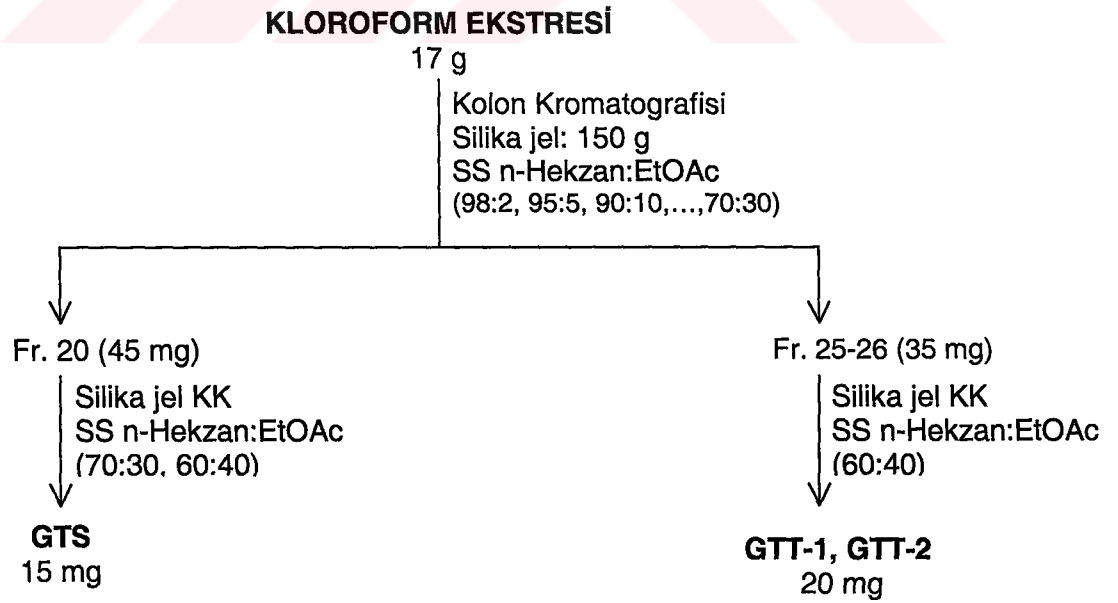 KLOROFORM EKSTRESİ
17 g
Kolon Kromatografisi
Silika jel: 150 g
SS n-Hekzan:EtOAc
(98:2, 95:5, 90:10,...,70:30)
Fr. 20 (45 mg)
Silika jel KK
SS n-Hekzan:EtOAc
(70:30, 60:40)
GTS
15 mg
Fr. 25-26 (35 mg)
Silika jel KK
SS n-Hekzan:EtOAc
(60:40)
GTT-1, GTT-2
20 mg